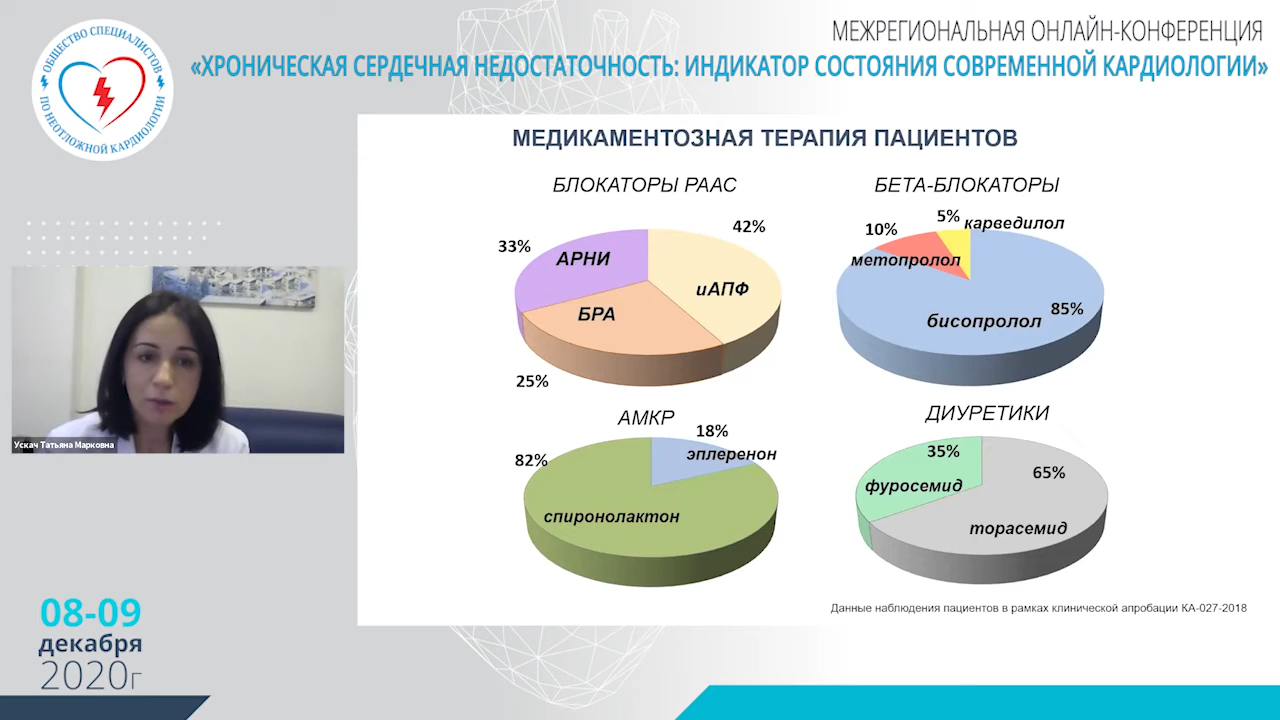 ОБЩЕСТВО СПЕЦИАЛИСТОВ
ПО НЕОТЛОЖНОЙ КАРДИОЛОГИИ
МЕЖРЕГИОНАЛЬНАЯ ОНЛАЙН-КОНФЕРЕНЦИЯ
«ХРОНИЧЕСКАЯ СЕРДЕЧНАЯ НЕДОСТАТОЧНОСТЬ: ИНДИКАТОР СОСТОЯНИЯ СОВРЕМЕННОЙ КАРДИОЛОГИИ»
МЕДИКАМЕНТОЗНАЯ ТЕРАПИЯ ПАЦИЕНТОВ
БЛОКАТОРЫ РААС
33%
42%
АРНИ
иАПФ
БРА
25%
БЕТА-БЛОКАТОРЫ
10%
5%
карведилол
метопролол
бисопролол
85%
АМКР
82%
18%
эплеренон
спиронолактон
ДИУРЕТИКИ
35%
65%
фуросемид
торасемид
Данные наблюдения пациентов в рамках клинической апробации КА-027-2018
Ускач Татьяна Марковна
08-09
декабря
2020г